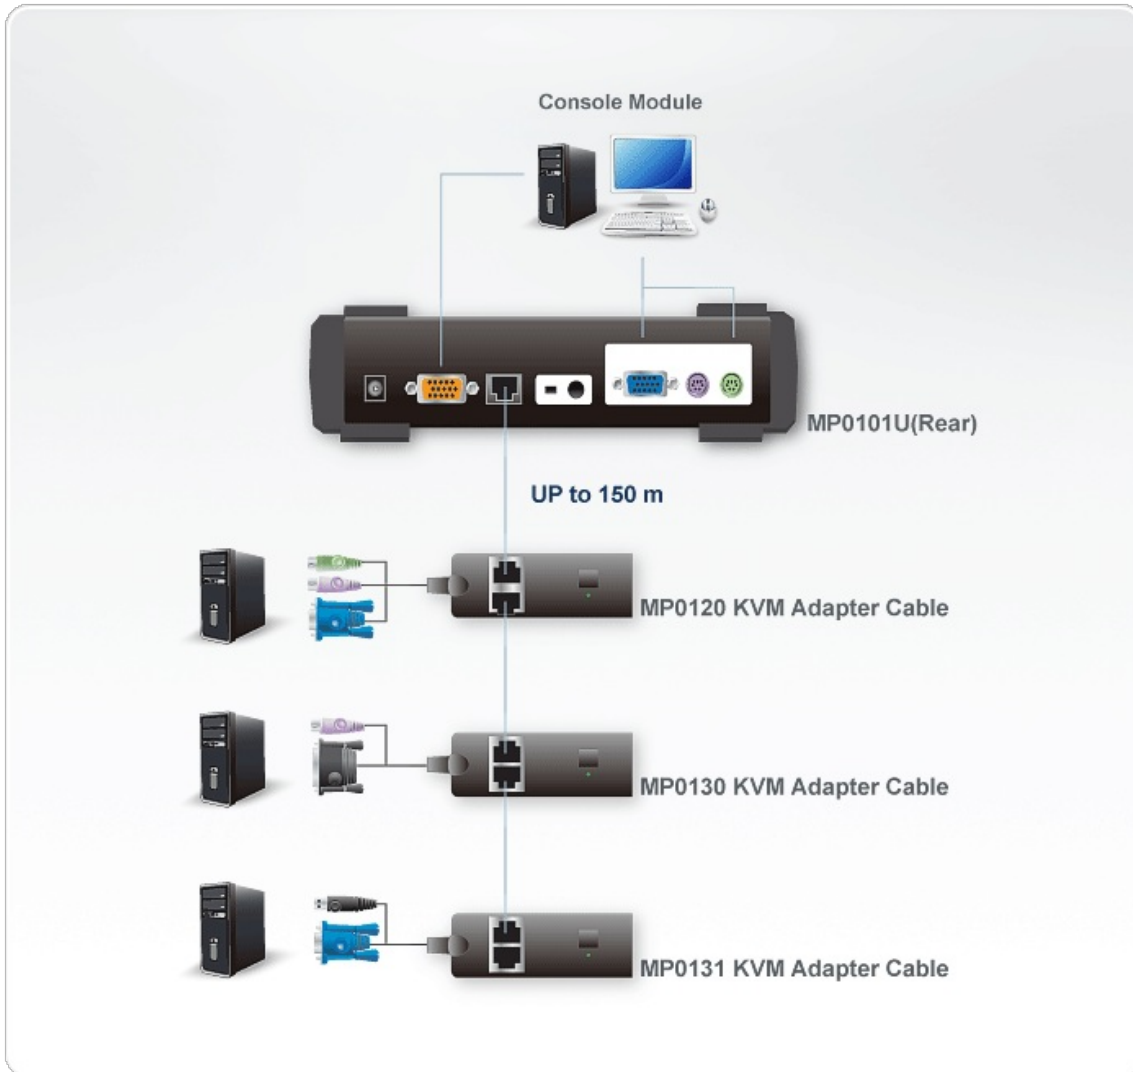 Console Module
MP0101U(Rear)
UP to 150 m
MP0120 KVM Adapter Cable
MP0130 KVM Adapter Cable
MP0131 KVM Adapter Cable